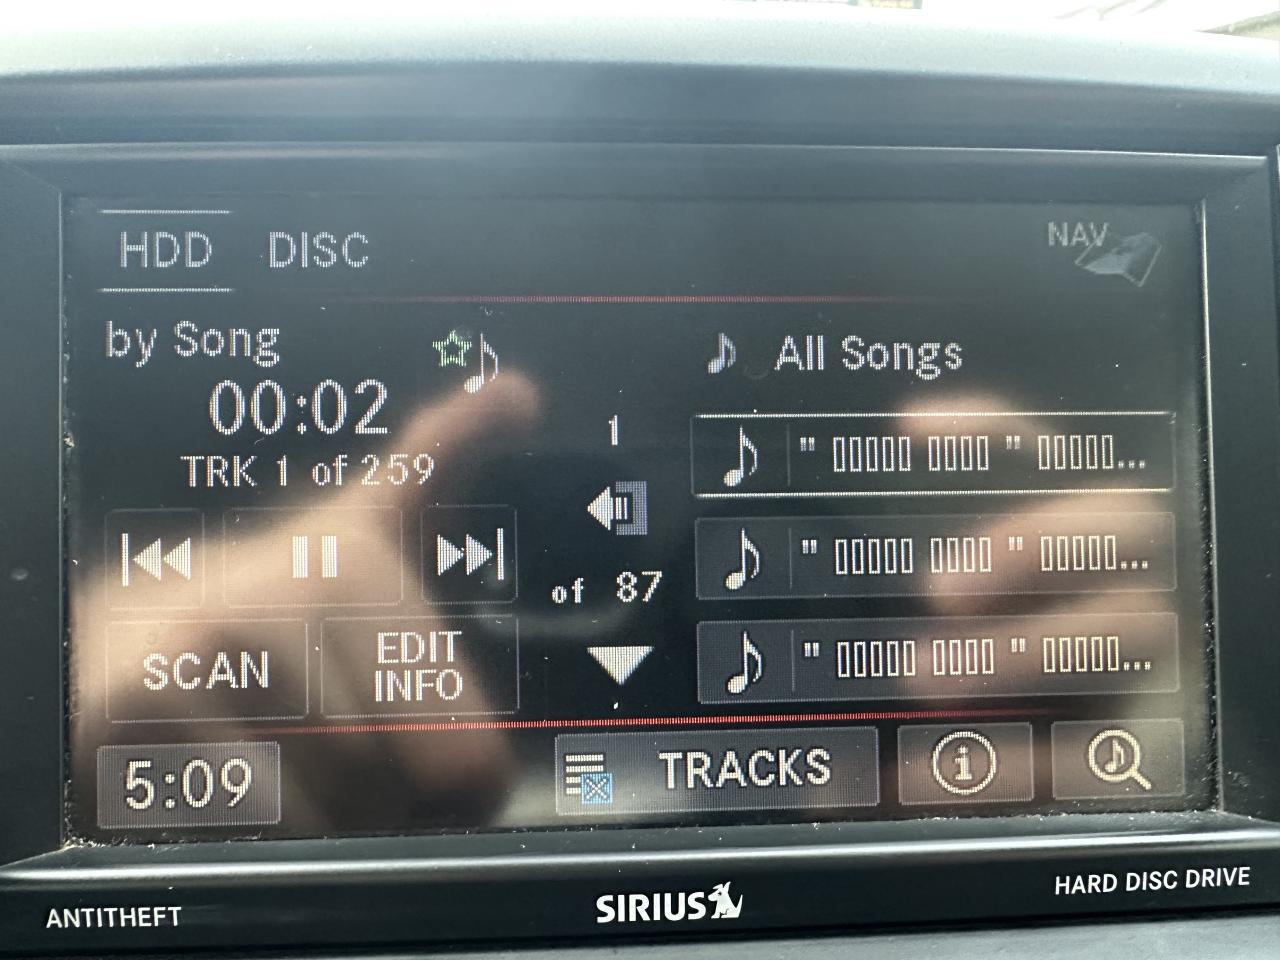 HDD DISC
NAV
by Song
All Songs
00:02
TRK 1 of 259
1
of 87
" ▯▯▯▯▯ ▯▯▯▯ " ▯▯▯▯▯...
" ▯▯▯▯▯ ▯▯▯▯ " ▯▯▯▯▯...
" ▯▯▯▯▯ ▯▯▯▯ " ▯▯▯▯▯...
SCAN
EDIT
INFO
5:09
TRACKS
ANTITHEFT
SIRIUS
HARD DISC DRIVE